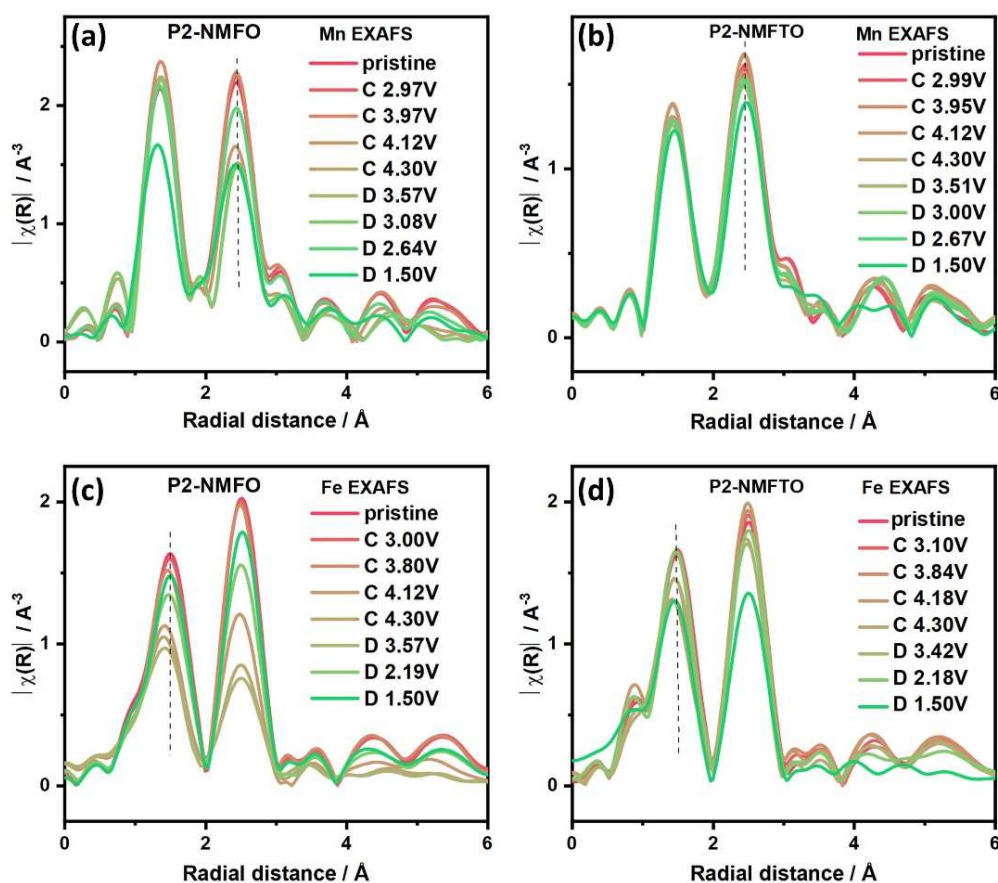 (a)
P2-NMFO
Mn EXAFS
pristine
C 2.97V
C 3.97V
C 4.12V
C 4.30V
D 3.57V
D 3.08V
D 2.64V
D 1.50V
2
1
0
|χ(R)| / A⁻³
0 2 4 6
Radial distance / Å
(b)
P2-NMFTO
Mn EXAFS
pristine
C 2.99V
C 3.95V
C 4.12V
C 4.30V
D 3.51V
D 3.00V
D 2.67V
D 1.50V
1
0
|χ(R)| / A⁻³
0 2 4 6
Radial distance / Å
(c)
P2-NMFO
Fe EXAFS
pristine
C 3.00V
C 3.80V
C 4.12V
C 4.30V
D 3.57V
D 2.19V
D 1.50V
2
1
0
|χ(R)| / A⁻³
0 2 4 6
Radial distance / Å
(d)
P2-NMFTO
Fe EXAFS
pristine
C 3.10V
C 3.84V
C 4.18V
C 4.30V
D 3.42V
D 2.18V
D 1.50V
2
1
0
|χ(R)| / A⁻³
0 2 4 6
Radial distance / Å